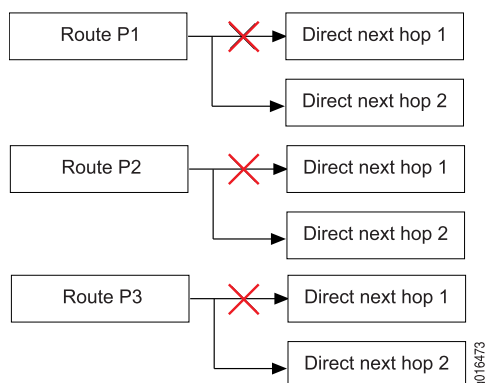 Route P1
Direct next hop 1
Direct next hop 2
Route P2
Direct next hop 1
Direct next hop 2
Route P3
Direct next hop 1
Direct next hop 2